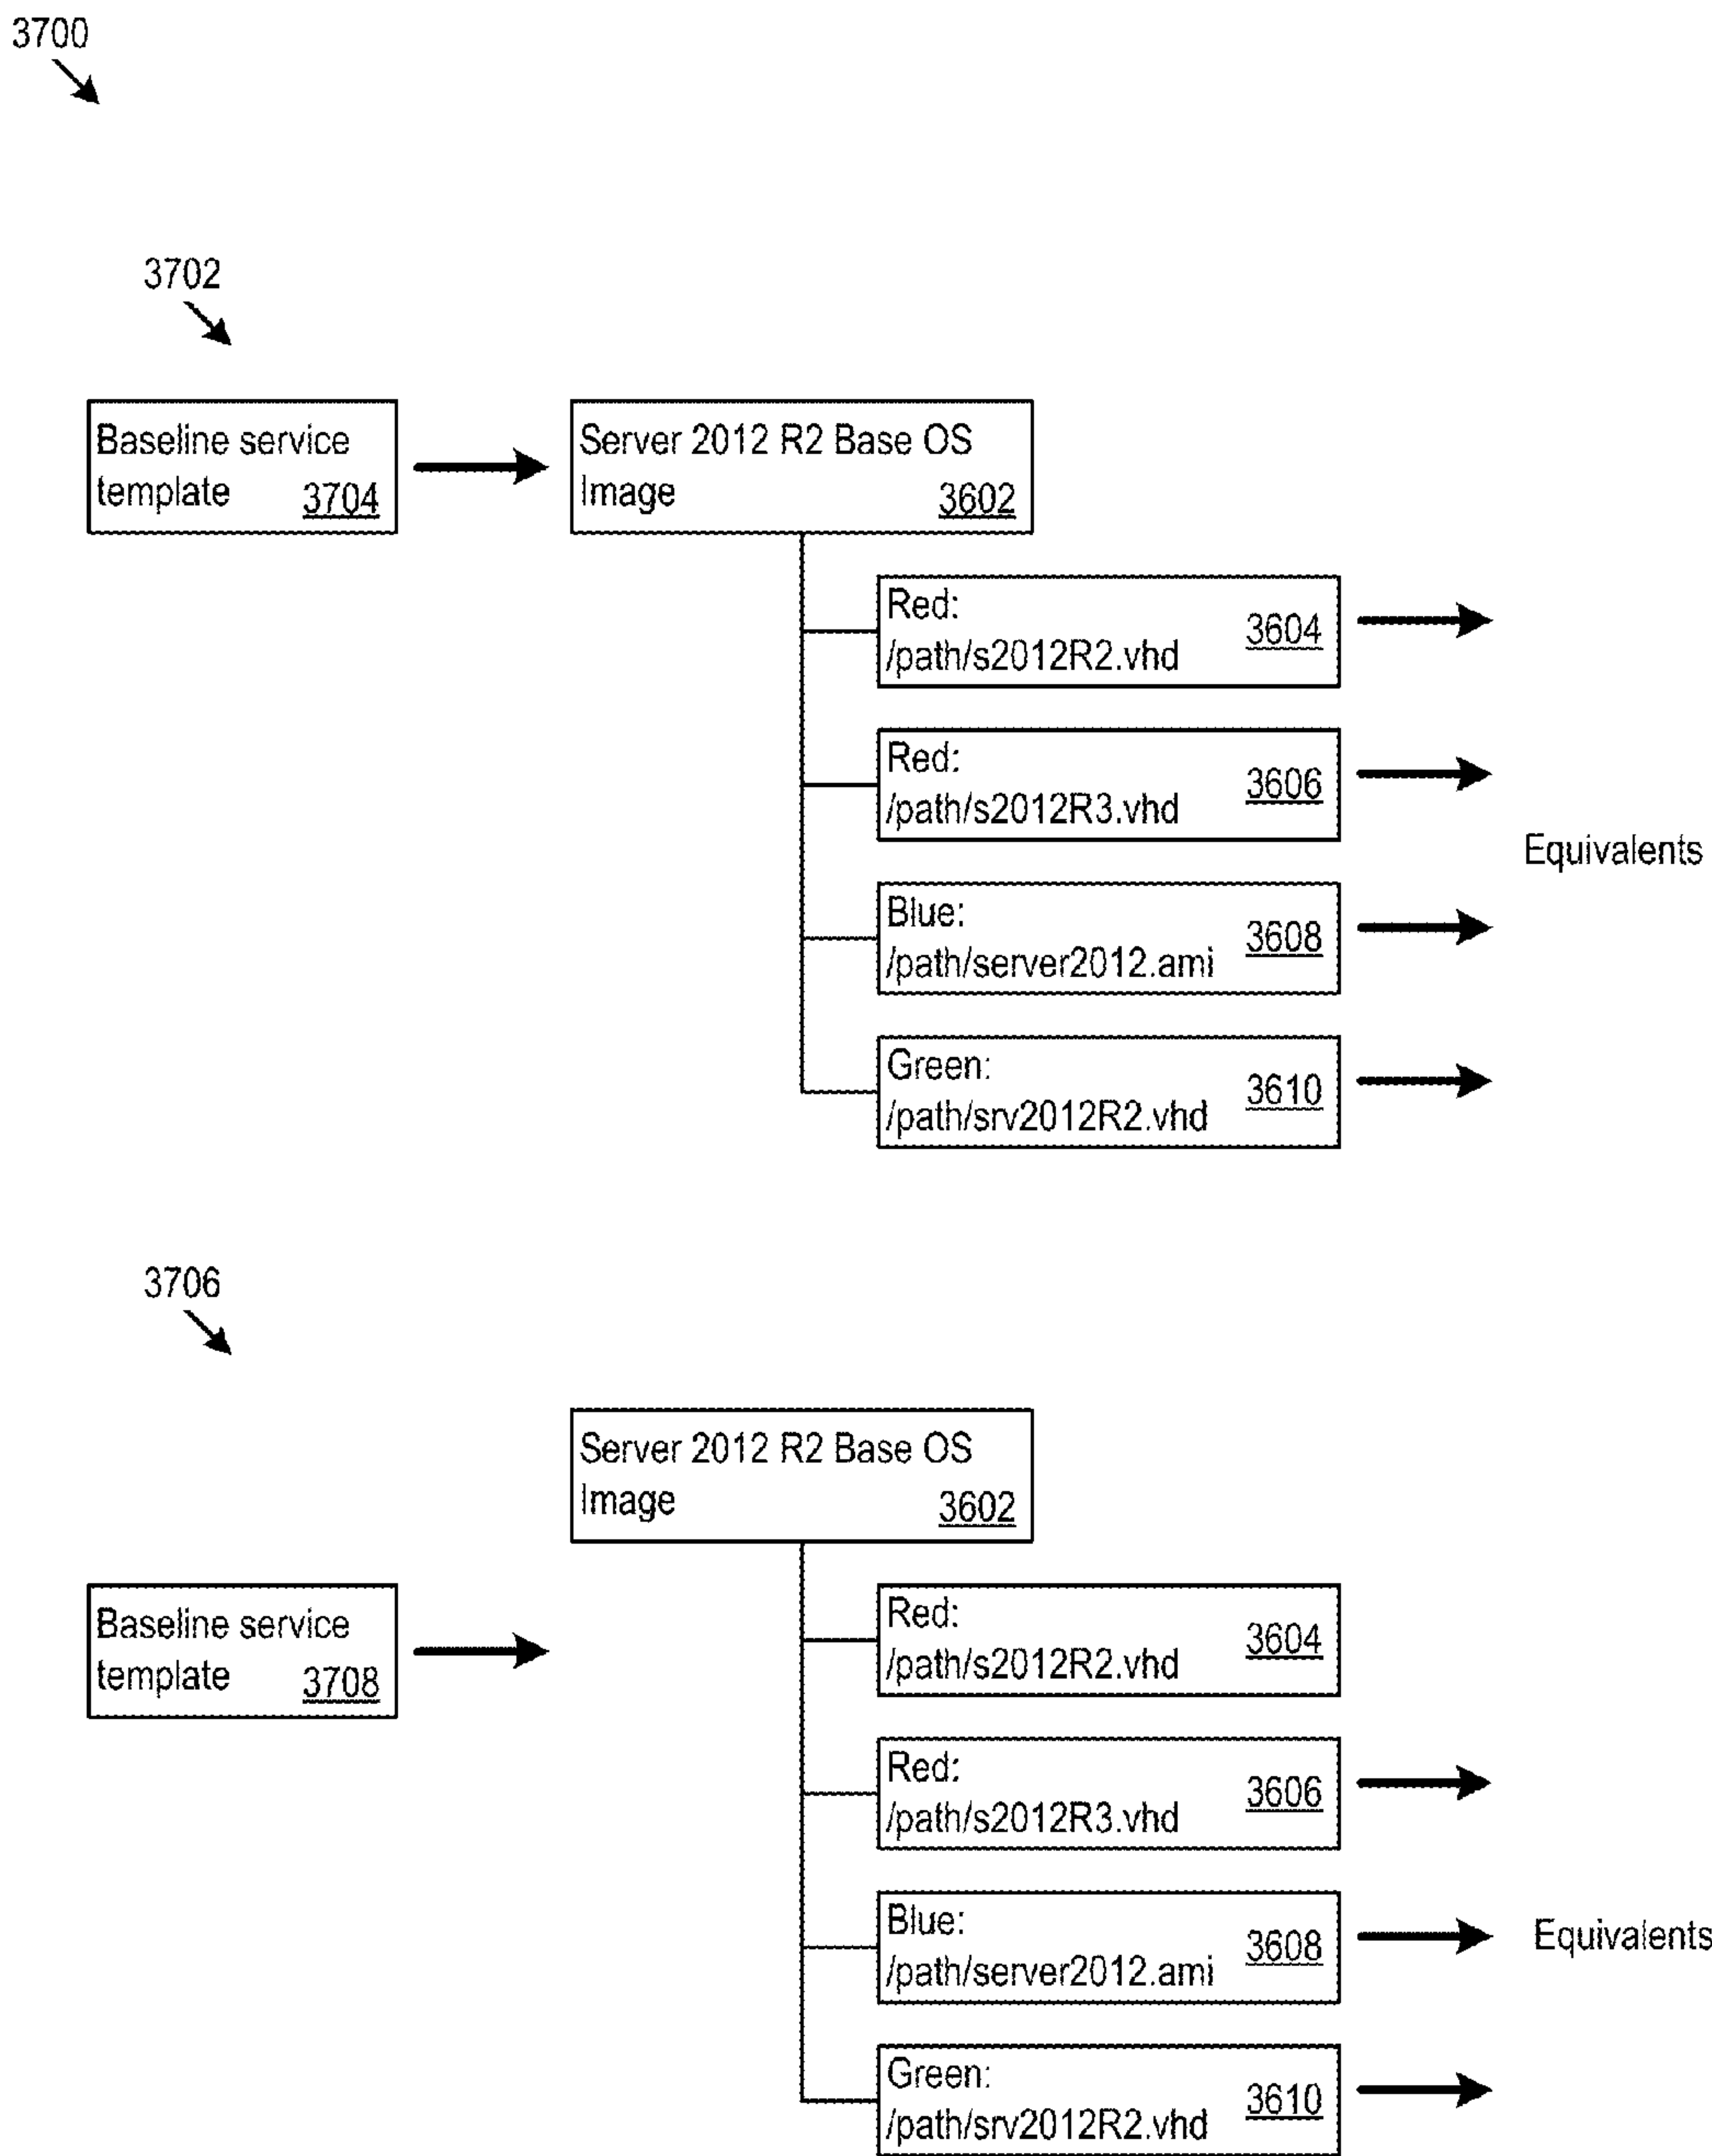 3700
3702
Baseline service
template 3704
Server 2012 R2 Base OS
Image 3602
Red:
/path/s2012R2.vhd 3604
Red:
/path/s2012R3.vhd 3606
Equivalents
Blue:
/path/server2012.ami 3608
Green:
/path/srv2012R2.vhd 3610
3706
Server 2012 R2 Base OS
Image 3602
Baseline service
template 3708
Red:
/path/s2012R2.vhd 3604
Red:
/path/s2012R3.vhd 3606
Blue:
/path/server2012.ami 3608
Equivalents
Green:
/path/srv2012R2.vhd 3610